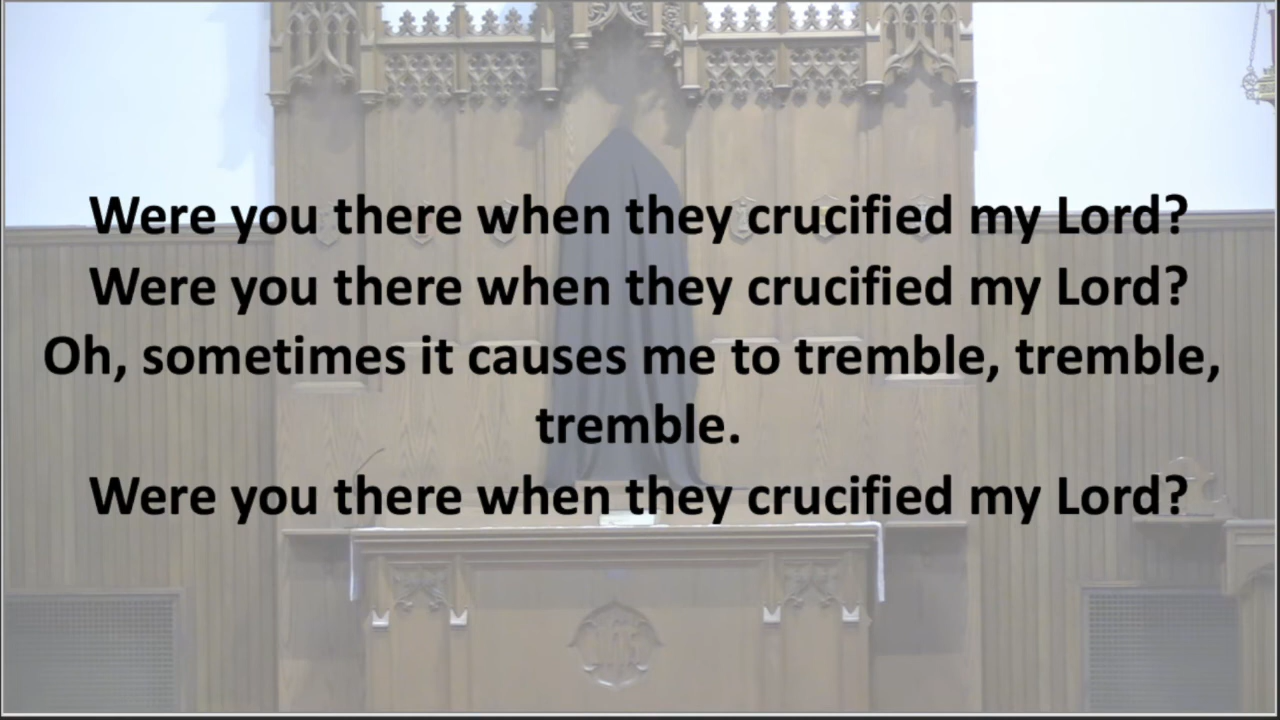 Were you there when they crucified my Lord?
Were you there when they crucified my Lord?
Oh, sometimes it causes me to tremble, tremble,
tremble.
Were you there when they crucified my Lord?
IHS